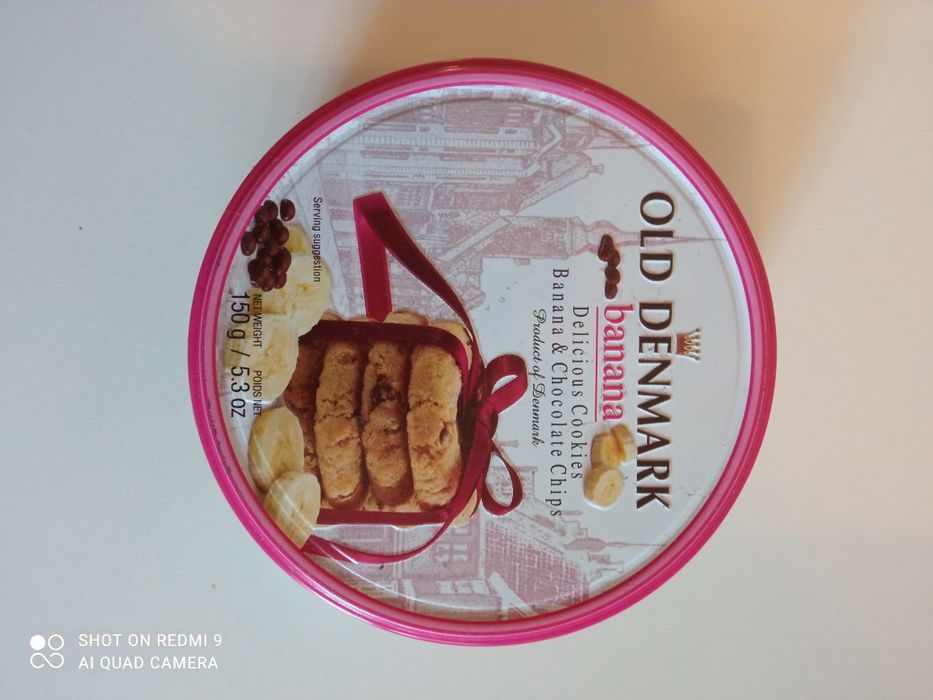 OLD DENMARK
banana
Delicious Cookies
Banana & Chocolate Chips
Product of Denmark
Serving suggestion
NET WEIGHT POIDS NET
150 g / 5.3 oz
SHOT ON REDMI 9
AI QUAD CAMERA